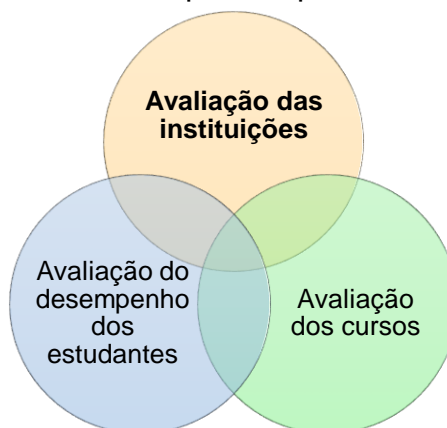 Avaliação das
instituições
Avaliação do
desempenho
dos
estudantes
Avaliação
dos cursos